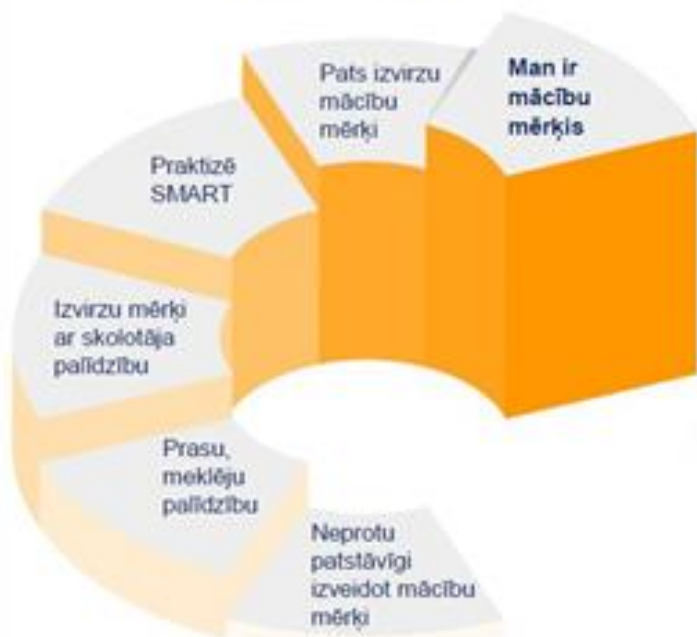 Man ir
mācību
mērķis
Pats izvirzu
mācību
mērķi
Praktizē
SMART
Izvirzu mērķi
ar skolotāja
palīdzību
Prasu,
meklēju
palīdzību
Neprotu
patstāvīgi
izveidot mācību
mērķi